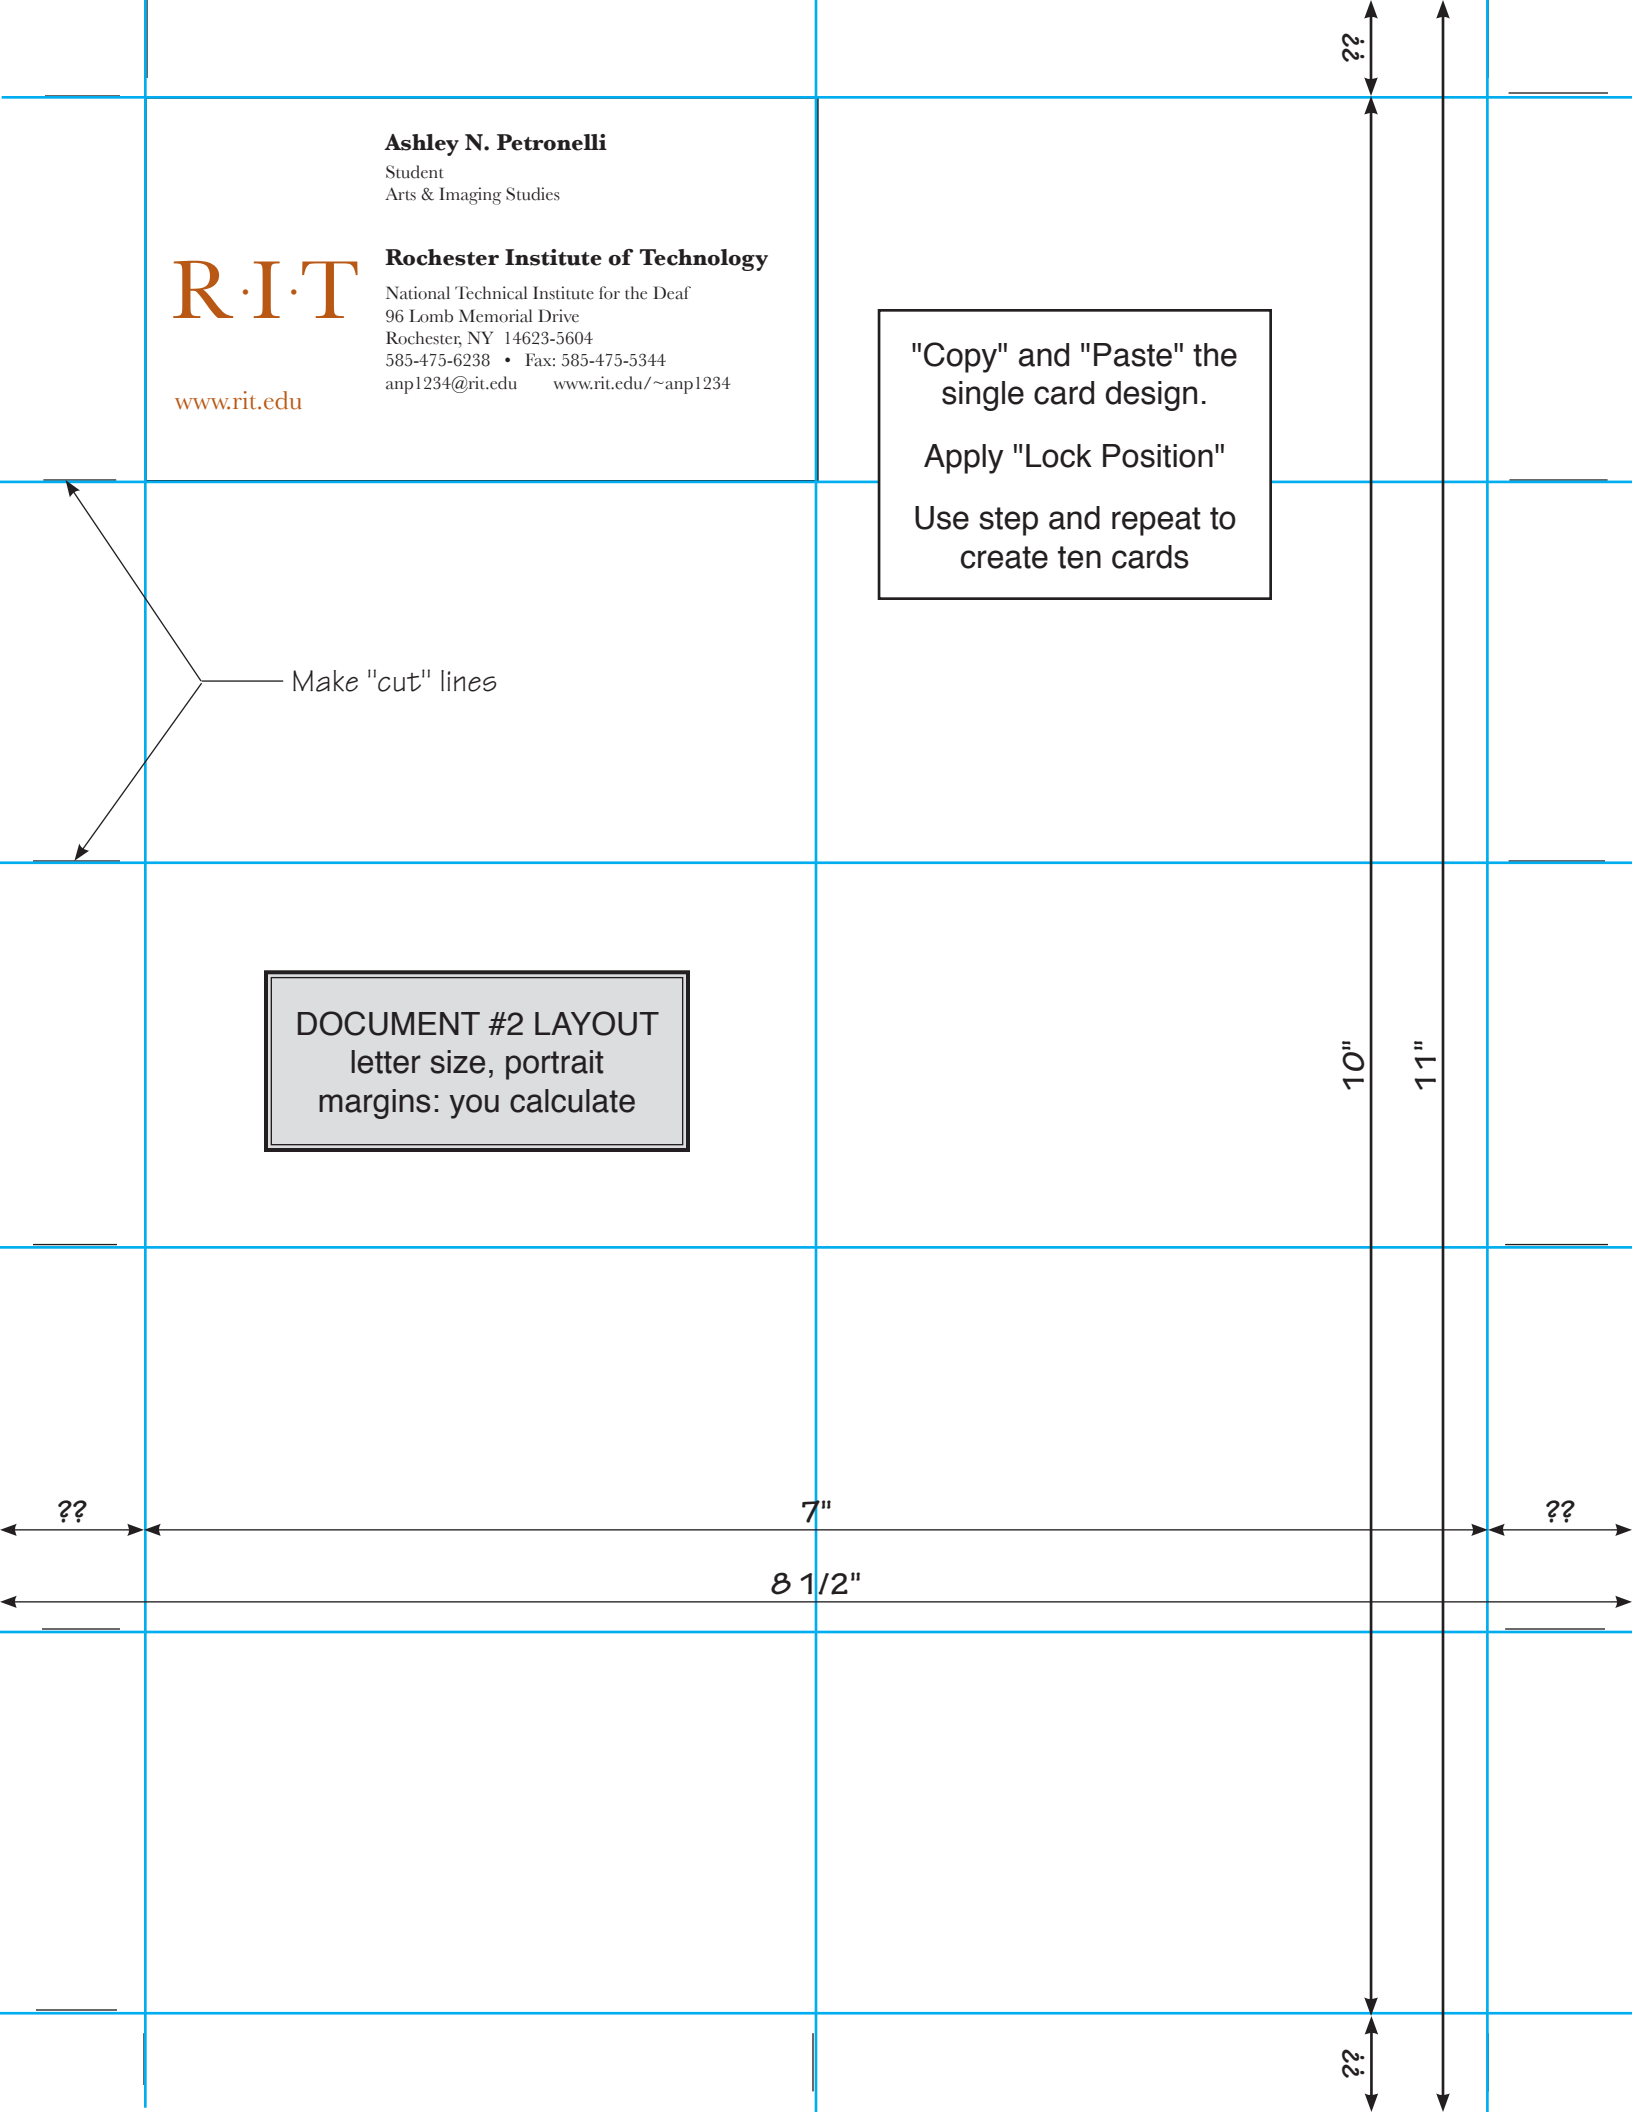 ??
Ashley N. Petronelli
Student
Arts & Imaging Studies
R·I·T
Rochester Institute of Technology
National Technical Institute for the Deaf
96 Lomb Memorial Drive
Rochester, NY 14623-5604
585-475-6238 • Fax: 585-475-5344
anp1234@rit.edu www.rit.edu/~anp1234
www.rit.edu
"Copy" and "Paste" the
single card design.
Apply "Lock Position"
Use step and repeat to
create ten cards
Make "cut" lines
DOCUMENT #2 LAYOUT
letter size, portrait
margins: you calculate
10"
11"
??
7"
??
8 1/2"
??